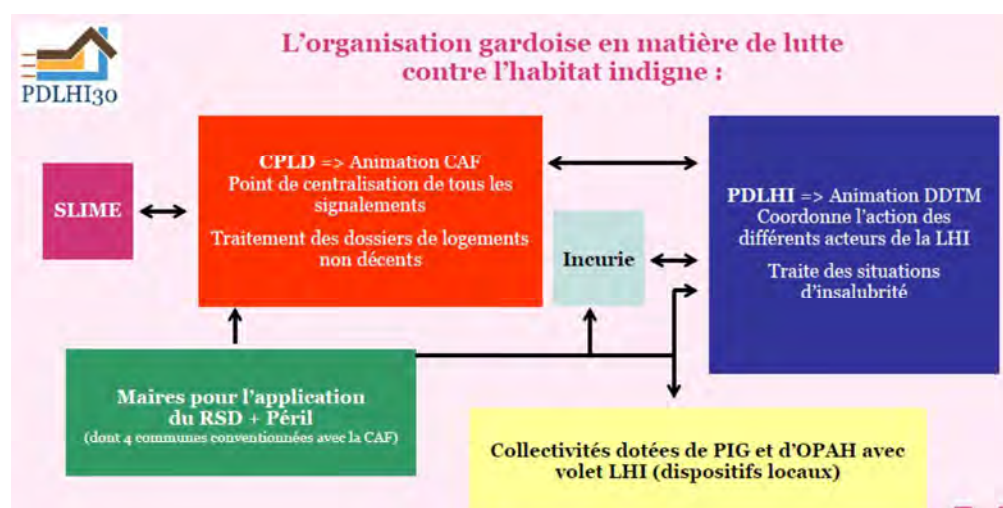 L'organisation gardoise en matière de lutte
contre l'habitat indigne :
PDLHI30
CPLD => Animation CAF
Point de centralisation de tous les
signalements
Traitement des dossiers de logements
non décents
SLIME
Incurie
PDLHI => Animation DDTM
Coordonne l'action des
différents acteurs de la LHI
Traite des situations
d'insalubrité
Maires pour l'application
du RSD + Péril
(dont 4 communes conventionnées avec la CAF)
Collectivités dotées de PIG et d'OPAH avec
volet LHI (dispositifs locaux)